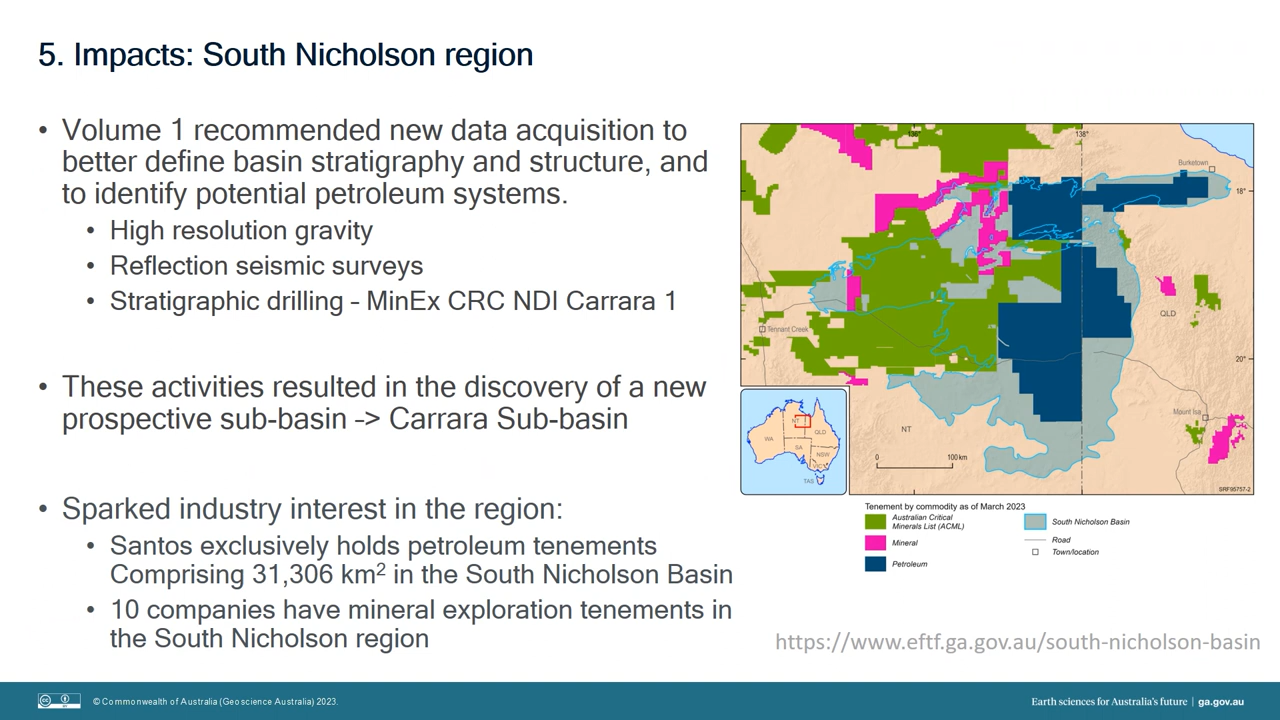 5. Impacts: South Nicholson region
• Volume 1 recommended new data acquisition to
better define basin stratigraphy and structure, and
to identify potential petroleum systems.
• High resolution gravity
• Reflection seismic surveys
• Stratigraphic drilling – MinEx CRC NDI Carrara 1
• These activities resulted in the discovery of a new
prospective sub-basin –> Carrara Sub-basin
• Sparked industry interest in the region:
• Santos exclusively holds petroleum tenements
Comprising 31,306 km² in the South Nicholson Basin
• 10 companies have mineral exploration tenements in
the South Nicholson region
136°
138°
Burketown
18°
QLD
Tennant Creek
20°
Mount Isa
NT
0 100 km
SRF95757-2
WA
NT
QLD
SA
NSW
VIC
TAS
Tenement by commodity as of March 2023
Australian Critical
Minerals List (ACML)
Mineral
Petroleum
South Nicholson Basin
Road
Town/location
https://www.eftf.ga.gov.au/south-nicholson-basin
cc BY
© Commonwealth of Australia (Geoscience Australia) 2023.
Earth sciences for Australia's future | ga.gov.au